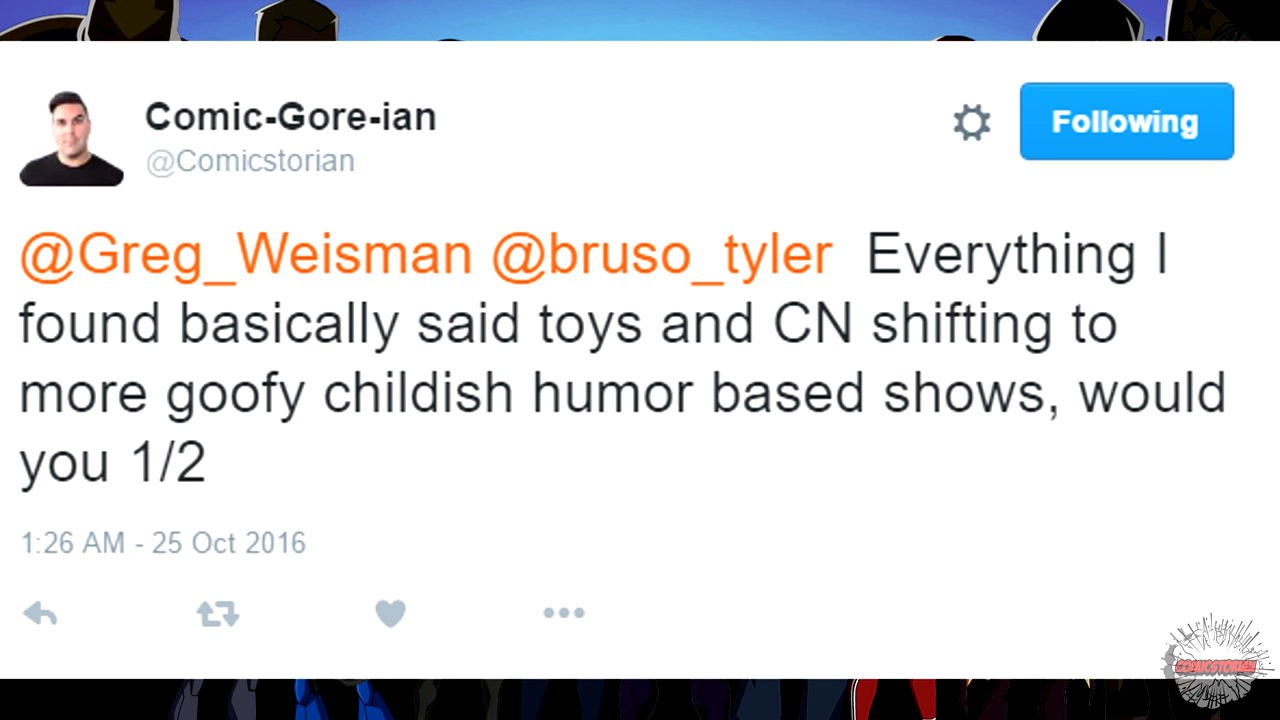 Comic-Gore-ian
@Comicstorian
Following
@Greg_Weisman @bruso_tyler Everything I
found basically said toys and CN shifting to
more goofy childish humor based shows, would
you 1/2
1:26 AM - 25 Oct 2016
COMICSTORIAN